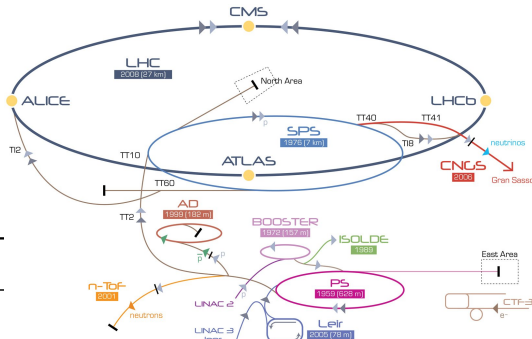 CMS
LHC
2008 (27 km)
North Area
ALICE
LHCb
TT40
TT41
SPS
1976 (7 km)
TI8
neutrinos
TI2
TT10
ATLAS
CNGS
2006
Gran Sasso
TT60
AD
1999 (182 m)
TT2
BOOSTER
1972 (157 m)
ISOLDE
1989
p
p
p
p
East Area
n-ToF
2001
PS
1959 (628 m)
LINAC 2
neutrons
CTF-3
e-
LINAC 3
Leir
2005 (78 m)